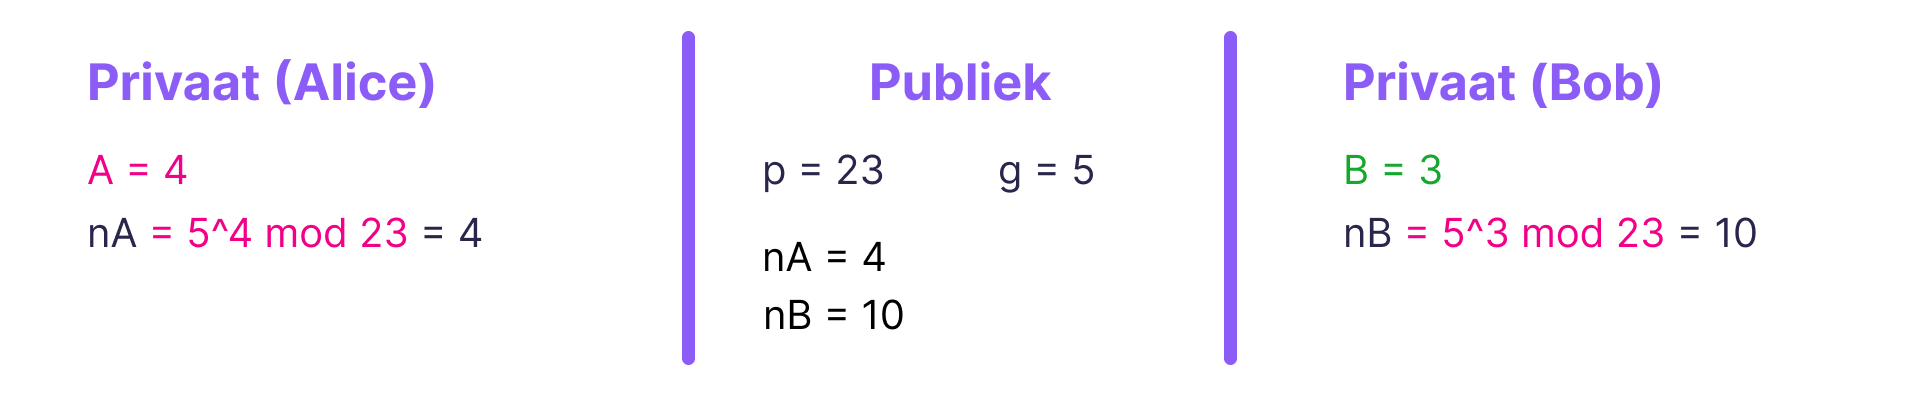 Privaat (Alice)
A = 4
nA = 5^4 mod 23 = 4
Publiek
p = 23 g = 5
nA = 4
nB = 10
Privaat (Bob)
B = 3
nB = 5^3 mod 23 = 10